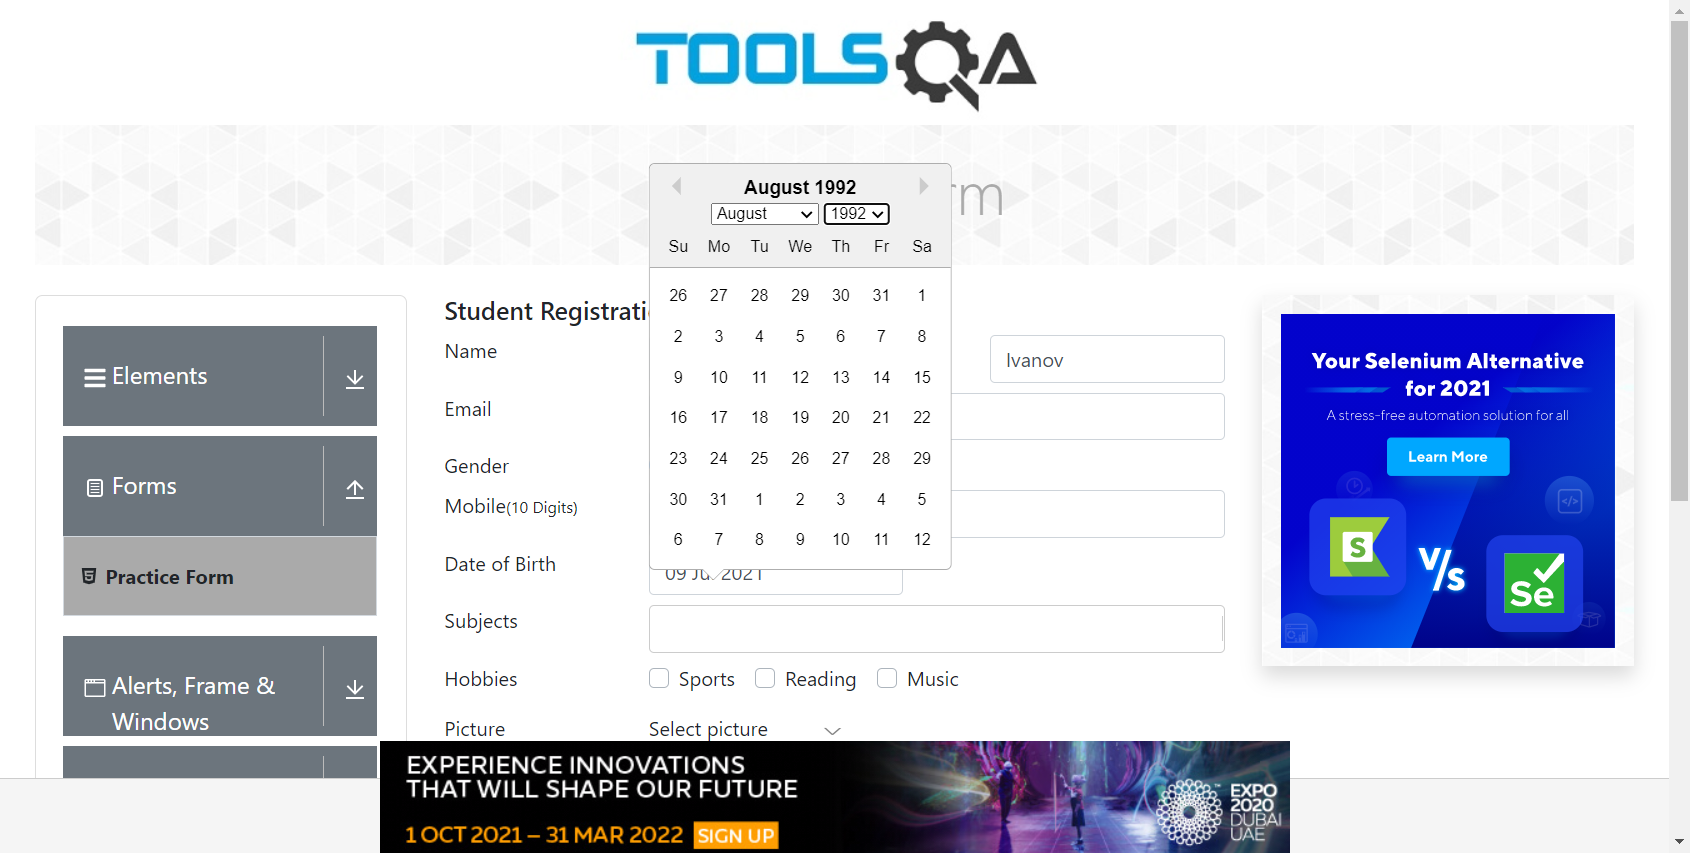 TOOLSQA
rm
August 1992
August 1992
Su Mo Tu We Th Fr Sa
26 27 28 29 30 31 1
2 3 4 5 6 7 8
9 10 11 12 13 14 15
16 17 18 19 20 21 22
23 24 25 26 27 28 29
30 31 1 2 3 4 5
6 7 8 9 10 11 12
Elements
Forms
Practice Form
Alerts, Frame &
Windows
Student Registrati
Name
Ivanov
Email
Gender
Mobile(10 Digits)
Date of Birth
09 2021
Subjects
Hobbies
Sports Reading Music
Picture
Select picture
Your Selenium Alternative
for 2021
A stress-free automation solution for all
Learn More
S
V/s
Se
EXPERIENCE INNOVATIONS
THAT WILL SHAPE OUR FUTURE
1 OCT 2021 – 31 MAR 2022 SIGN UP
EXPO
2020
DUBAI
UAE